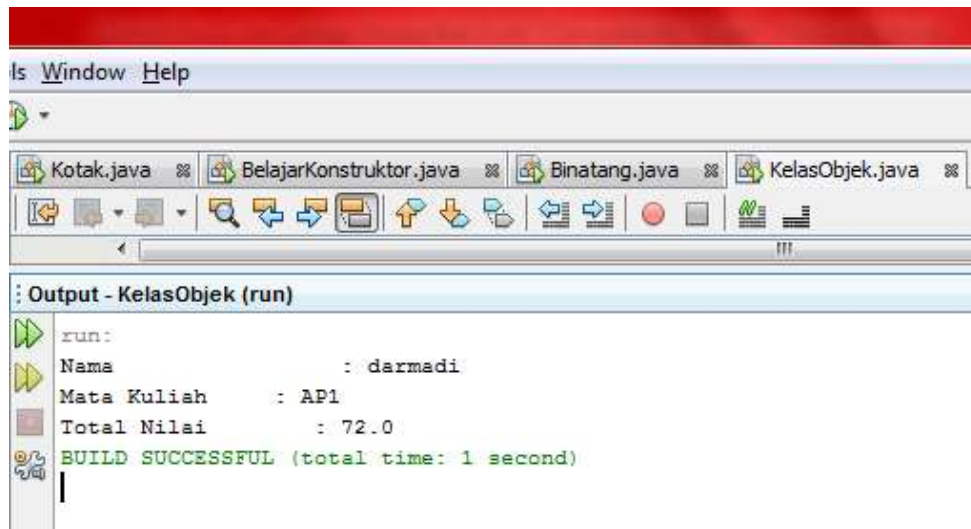 ls Window Help
Kotak.java BelajarKonstruktor.java Binatang.java KelasObjek.java
Output - KelasObjek (run)
run:
Nama : darmadi
Mata Kuliah : AP1
Total Nilai : 72.0
BUILD SUCCESSFUL (total time: 1 second)